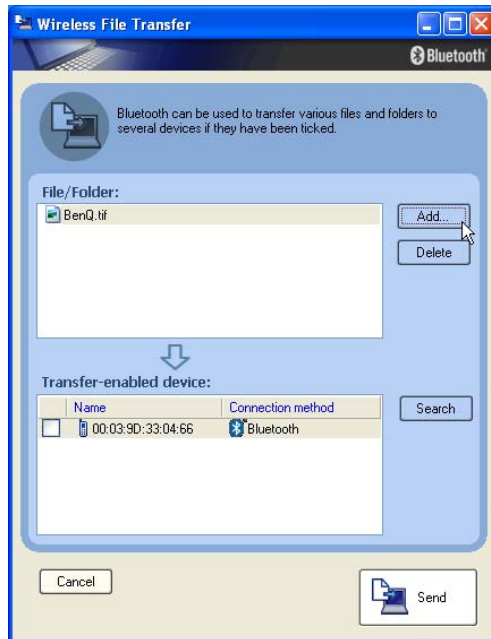 Wireless File Transfer
Bluetooth
Bluetooth can be used to transfer various files and folders to
several devices if they have been ticked.
File/Folder:
BenQ.tif
Add...
Delete
Transfer-enabled device:
Name Connection method
00:03:9D:33:04:66 Bluetooth
Search
Cancel
Send